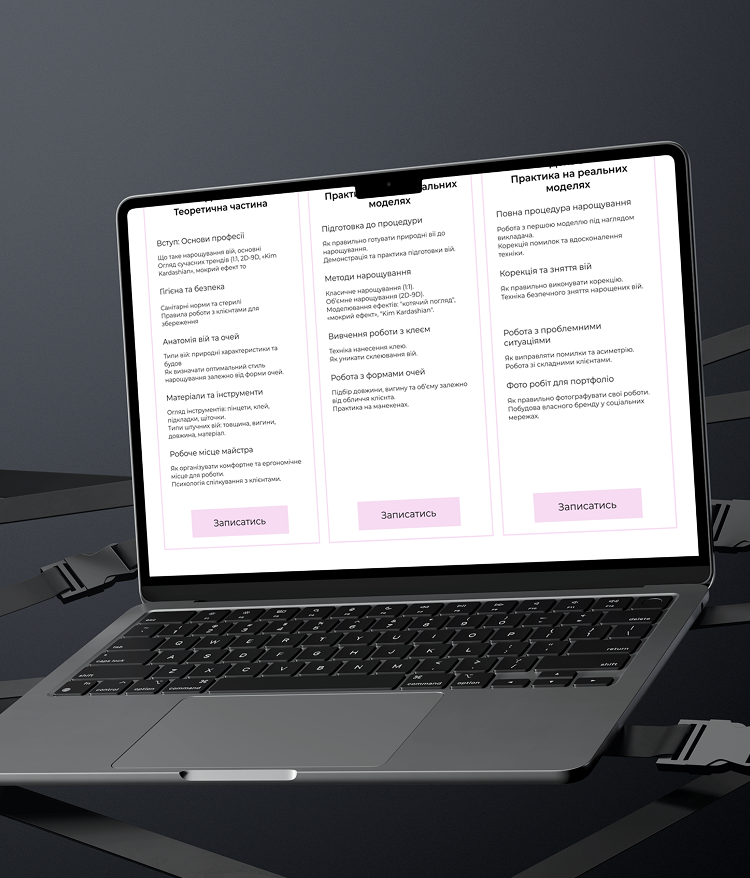 Теоретична частина
Вступ: Основи професії
Що таке нарощування вій, основні
Огляд сучасних трендів (1:1, 2D-9D, «Kim
Kardashian», мокрий ефект то
Гігієна та безпека
Санітарні норми та стерилі
Правила роботи з клієнтами для
збереження
Анатомія вій та очей
Типи вій: природні характеристики та
будов
Як визначати оптимальний стиль
нарощування залежно від форми очей.
Матеріали та інструменти
Огляд інструментів: пінцети, клей,
підкладки, щіточки.
Типи штучних вій: товщина, вигини,
довжина, матеріал.
Робоче місце майстра
Як організувати комфортне та ергономічне
місце для роботи.
Психологія спілкування з клієнтами.
Записатись
моделях
Підготовка до процедури
Як правильно готувати природні вії до
нарощування.
Демонстрація та практика підготовки вій.
Методи нарощування
Класичне нарощування (1:1).
Об'ємне нарощування (2D-9D).
Моделювання ефектів: "котячий погляд",
«мокрий ефект», "Kim Kardashian".
Вивчення роботи з клеєм
Техніка нанесення клею.
Як уникати склеювання вій.
Робота з формами очей
Підбір довжини, вигину та об'єму залежно
від обличчя клієнта.
Практика на манекенах.
Записатись
Практика на реальних
моделях
Повна процедура нарощування
Робота з першою моделлю під наглядом
викладача.
Корекція помилок та вдосконалення
техніки.
Корекція та зняття вій
Як правильно виконувати корекцію.
Техніка безпечного зняття нарощених вій.
Робота з проблемними
ситуаціями
Як виправляти помилки та асиметрію.
Робота зі складними клієнтами.
Фото робіт для портфоліо
Як правильно фотографувати свої роботи.
Побудова власного бренду у соціальних
мережах.
Записатись
Q W E R T Y U I O P
delete
tab
A S D F G H J K L
return
caps lock
Z X C V B N M
shift
shift
fn
control
option
command
command
option